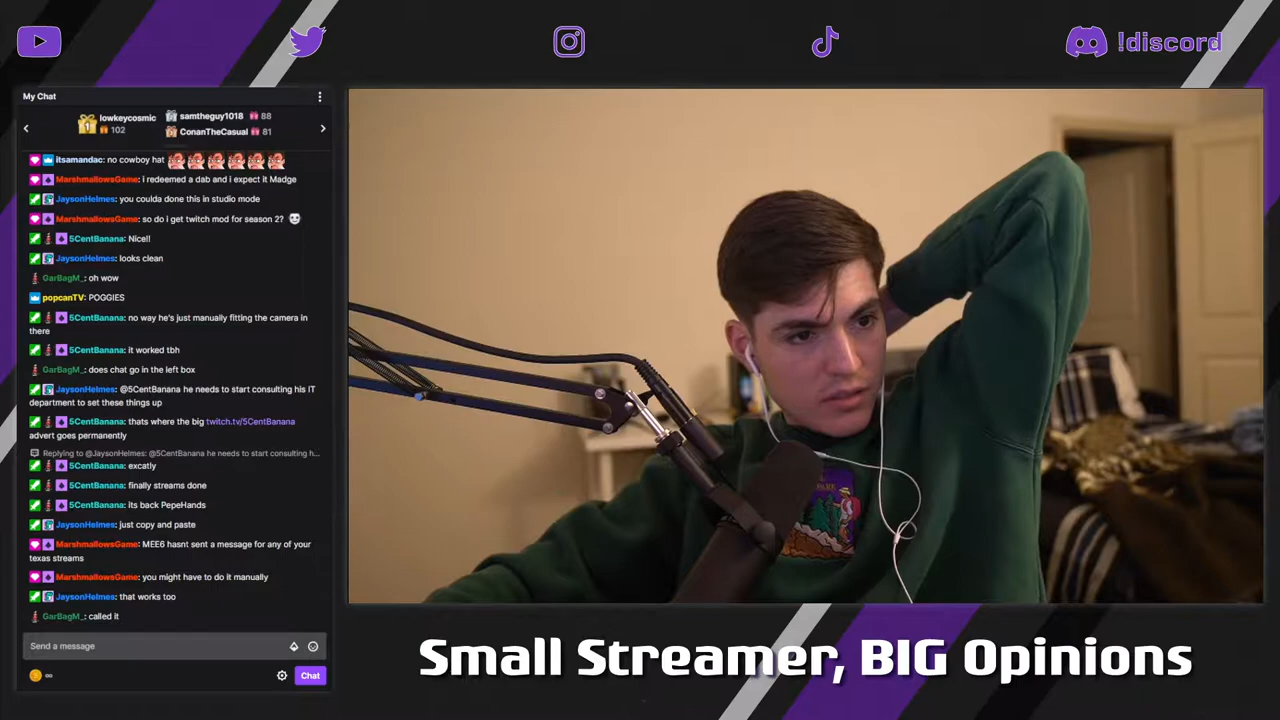 !discord
My Chat
lowkeycosmic
102
samtheguy1018 88
ConanTheCasual 81
itsamandac: no cowboy hat
MarshmallowsGame: i redeemed a dab and i expect it Madge
JaysonHelmes: you coulda done this in studio mode
MarshmallowsGame: so do i get twitch mod for season 2?
5CentBanana: Nice!!
JaysonHelmes: looks clean
GarBagM_: oh wow
popcanTV: POGGIES
5CentBanana: no way he's just manually fitting the camera in
there
5CentBanana: it worked tbh
GarBagM_: does chat go in the left box
JaysonHelmes: @5CentBanana he needs to start consulting his IT
department to set these things up
5CentBanana: thats where the big twitch.tv/5CentBanana
advert goes permanently
Replying to @JaysonHelmes: @5CentBanana he needs to start consulting h...
5CentBanana: excatly
5CentBanana: finally streams done
5CentBanana: its back PepeHands
JaysonHelmes: just copy and paste
MarshmallowsGame: MEE6 hasnt sent a message for any of your
texas streams
MarshmallowsGame: you might have to do it manually
JaysonHelmes: that works too
GarBagM_: called it
Send a message
∞
Chat
Small Streamer, BIG Opinions